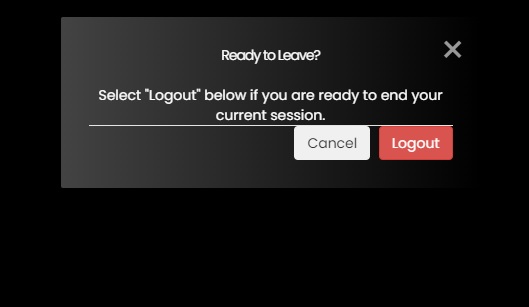 Ready to Leave?
Select "Logout" below if you are ready to end your
current session.
Cancel Logout